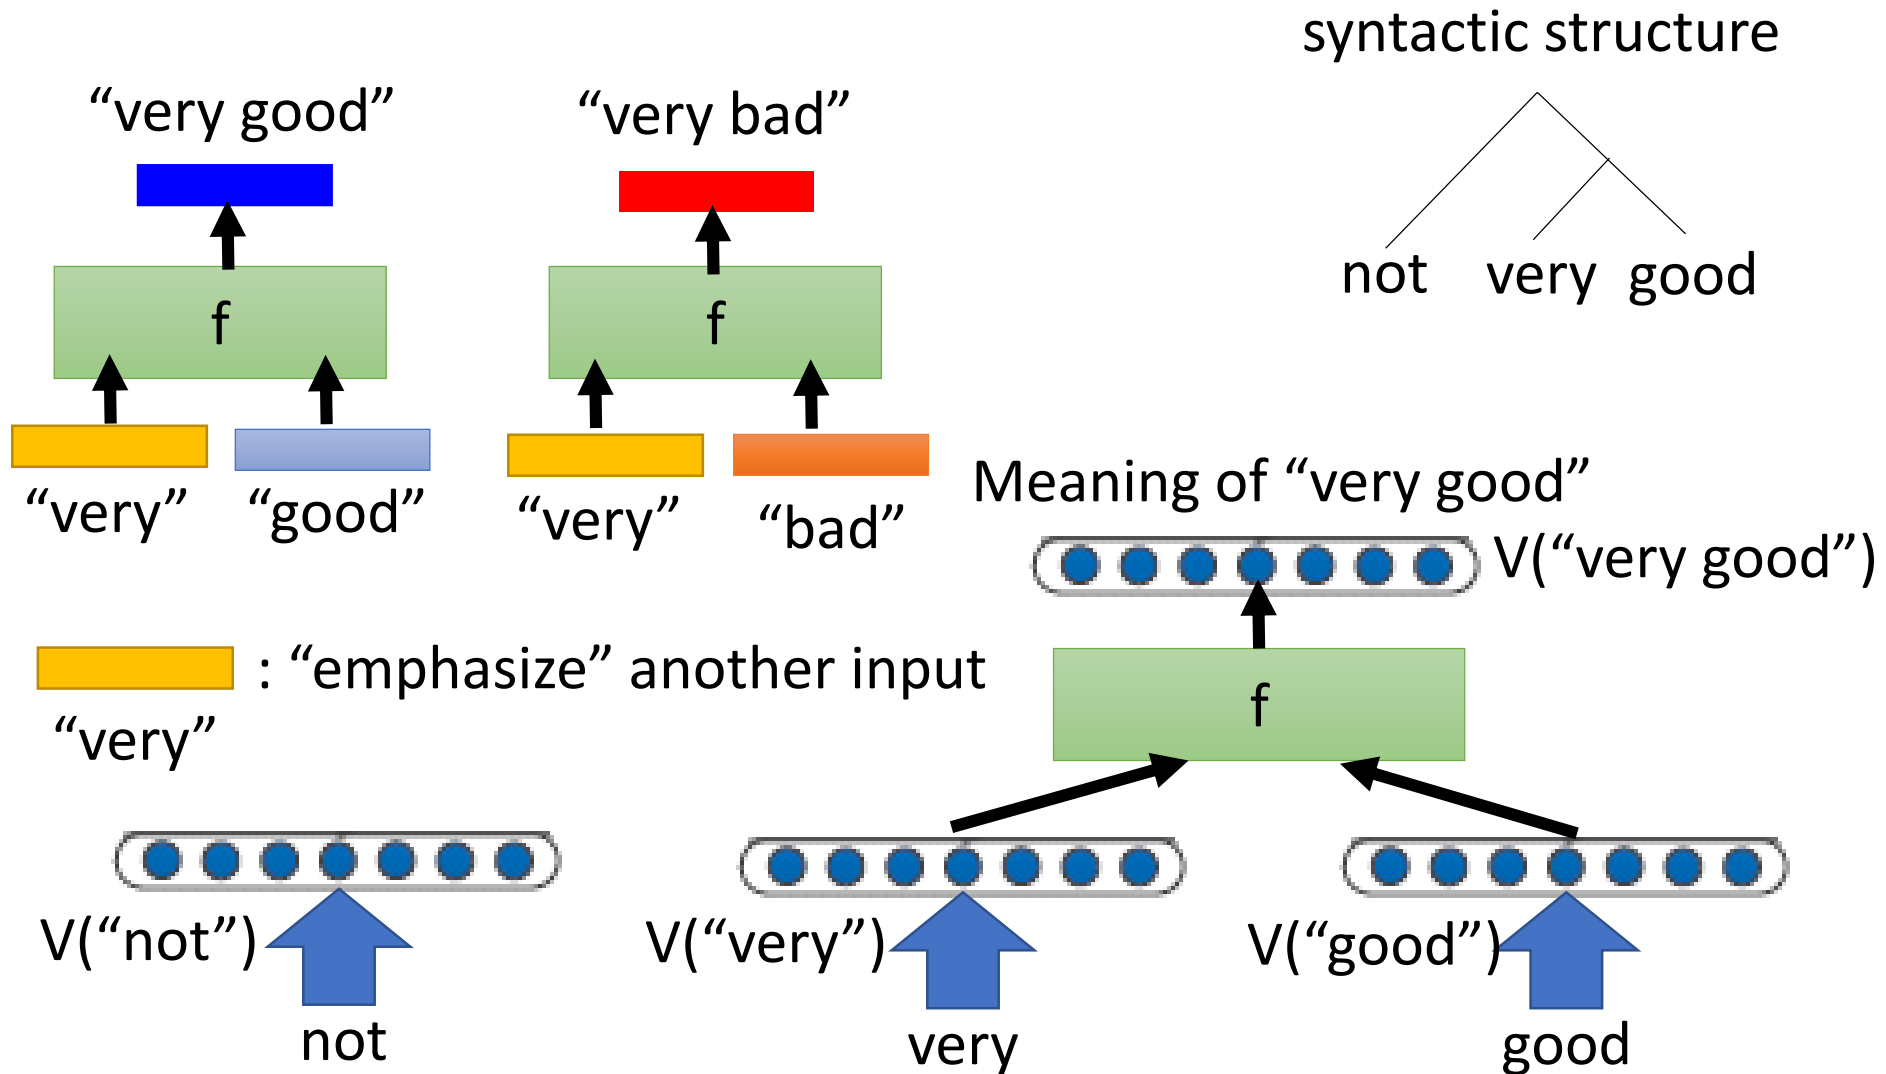 syntactic structure
“very good”
“very bad”
not very good
f
f
“very” “good”
“very” “bad”
Meaning of “very good”
V(“very good”)
: “emphasize” another input
“very”
f
V(“not”)
V(“very”)
V(“good”)
not
very
good